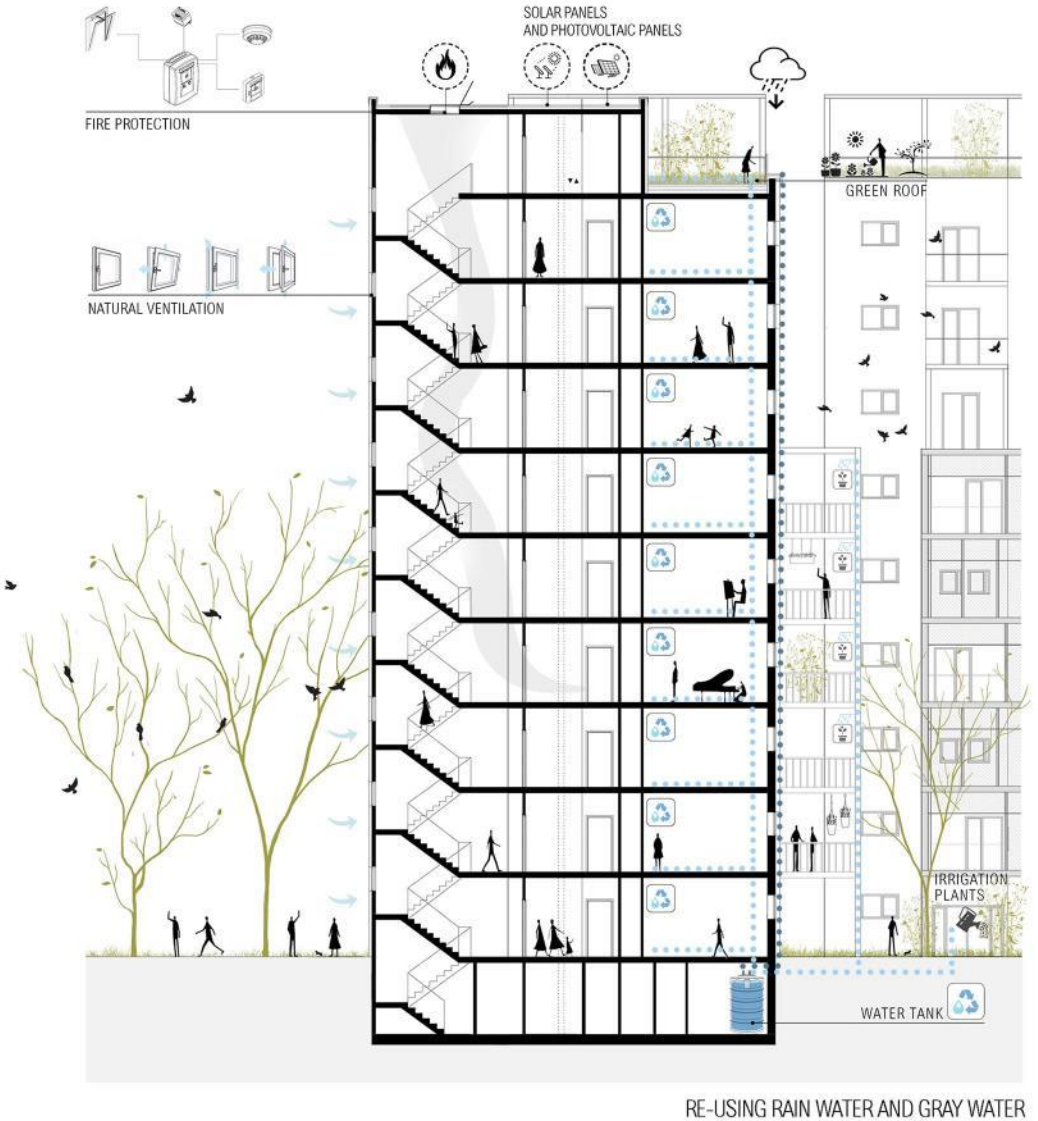 SOLAR PANELS
AND PHOTOVOLTAIC PANELS
FIRE PROTECTION
GREEN ROOF
NATURAL VENTILATION
IRRIGATION
PLANTS
WATER TANK
RE-USING RAIN WATER AND GRAY WATER